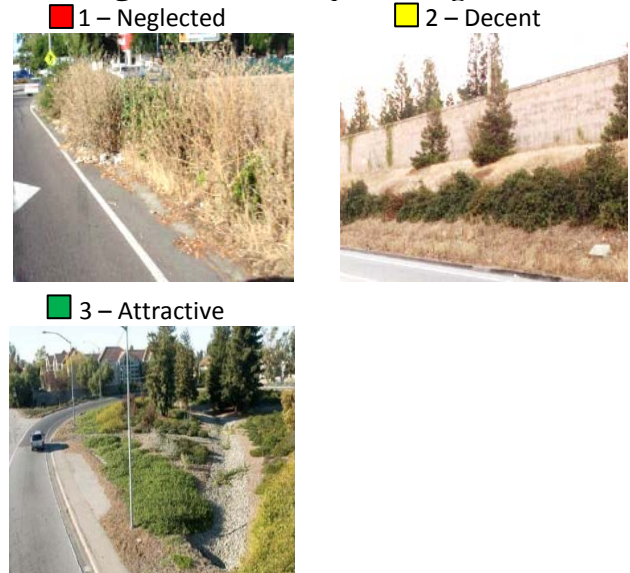 1 – Neglected
2 – Decent
3 – Attractive